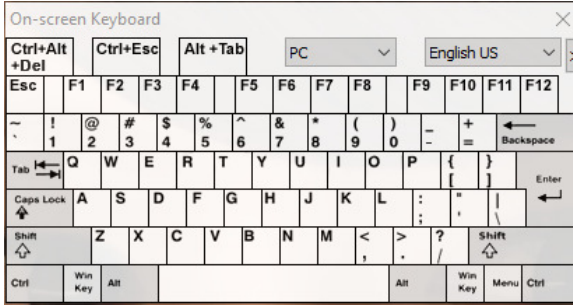 On-screen Keyboard
Ctrl+Alt +Del Ctrl+Esc Alt +Tab PC English US
Esc F1 F2 F3 F4 F5 F6 F7 F8 F9 F10 F11 F12
~ ! @ # $ % ^ & * ( ) _ +
` 1 2 3 4 5 6 7 8 9 0 - = Backspace
Tab Q W E R T Y U I O P { }
[ ] Enter
Caps Lock A S D F G H J K L : " |
; ' \
Shift Z X C V B N M < > ? Shift
, . /
Ctrl Win Key Alt Alt Win Key Menu Ctrl